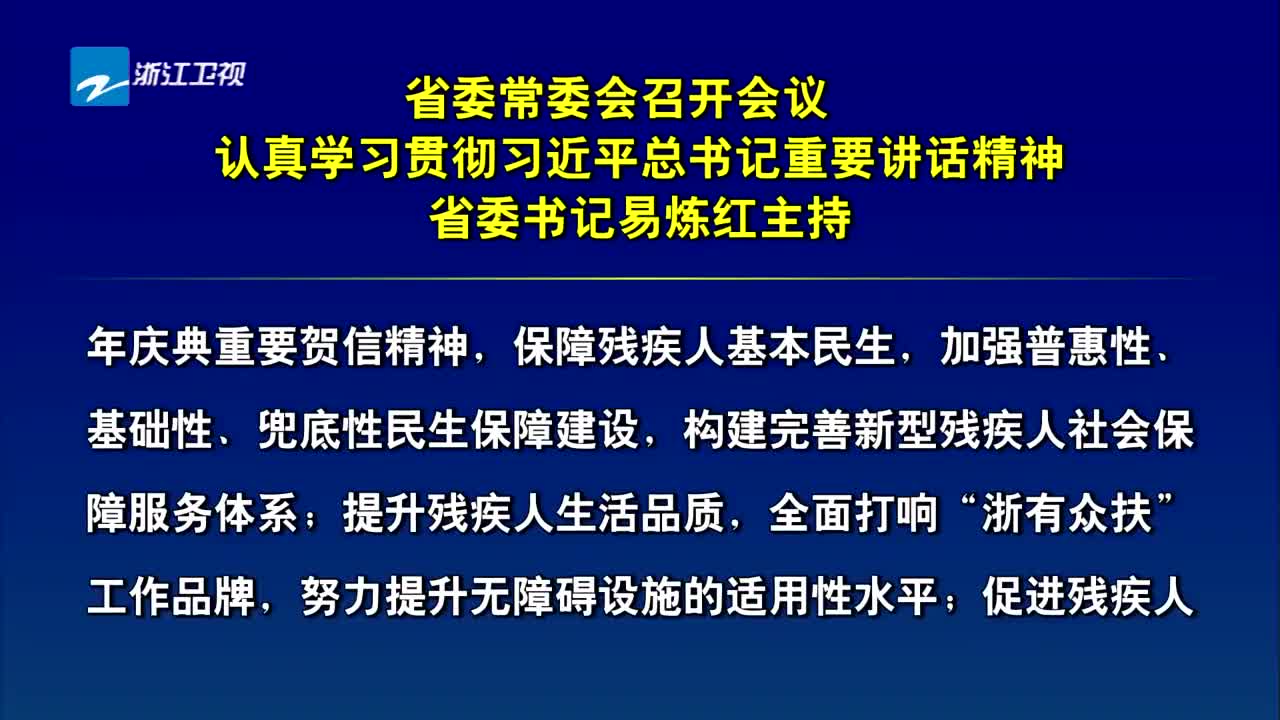 浙江卫视
省委常委会召开会议
认真学习贯彻习近平总书记重要讲话精神
省委书记易炼红主持
年庆典重要贺信精神，保障残疾人基本民生，加强普惠性、
基础性、兜底性民生保障建设，构建完善新型残疾人社会保
障服务体系；提升残疾人生活品质，全面打响“浙有众扶”
工作品牌，努力提升无障碍设施的适用性水平；促进残疾人